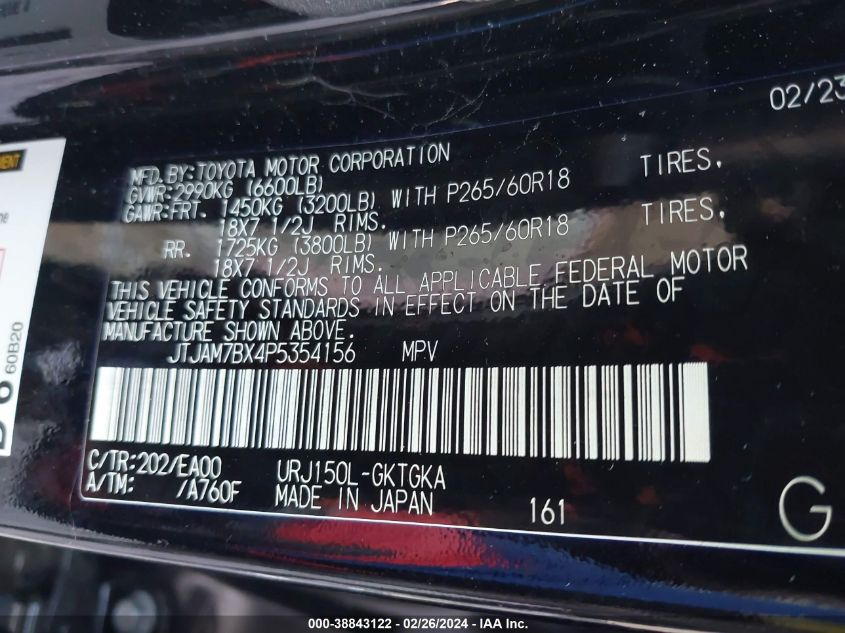 02/23
MFD. BY:TOYOTA MOTOR CORPORATION
GVWR:2990KG (6600LB)
GAWR:FRT. 1450KG (3200LB) WITH P265/60R18 TIRES,
18X7 1/2J RIMS.
RR. 1725KG (3800LB) WITH P265/60R18 TIRES,
18X7 1/2J RIMS.
THIS VEHICLE CONFORMS TO ALL APPLICABLE FEDERAL MOTOR
VEHICLE SAFETY STANDARDS IN EFFECT ON THE DATE OF
MANUFACTURE SHOWN ABOVE.
JTJAM7BX4P5354156 MPV
C/TR:202/EA00 URJ150L-GKTGKA
A/TM: /A760F MADE IN JAPAN 161
G
60B20
000-38843122 - 02/26/2024 - IAA Inc.